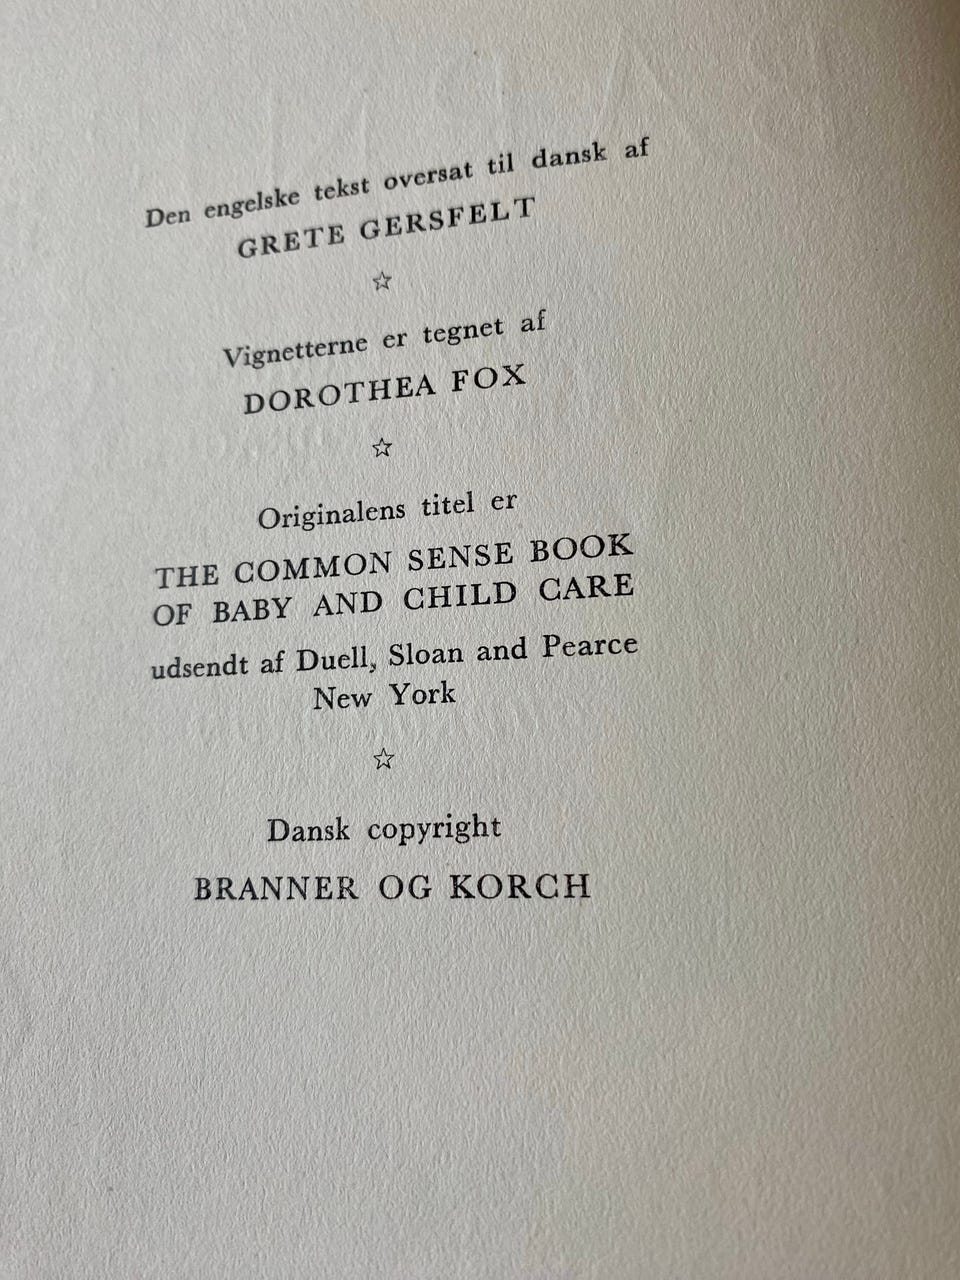 Den engelske tekst oversat til dansk af
GRETE GERSFELT
☆
Vignetterne er tegnet af
DOROTHEA FOX
☆
Originalens titel er
THE COMMON SENSE BOOK
OF BABY AND CHILD CARE
udsendt af Duell, Sloan and Pearce
New York
☆
Dansk copyright
BRANNER OG KORCH